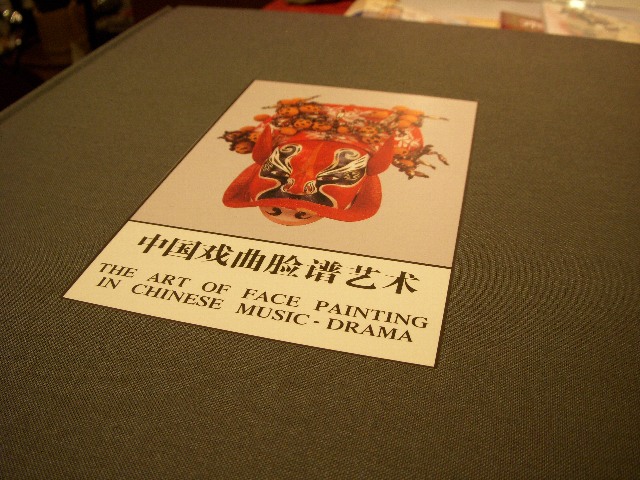 中国戏曲脸谱艺术
THE ART OF FACE PAINTING
IN CHINESE MUSIC - DRAMA